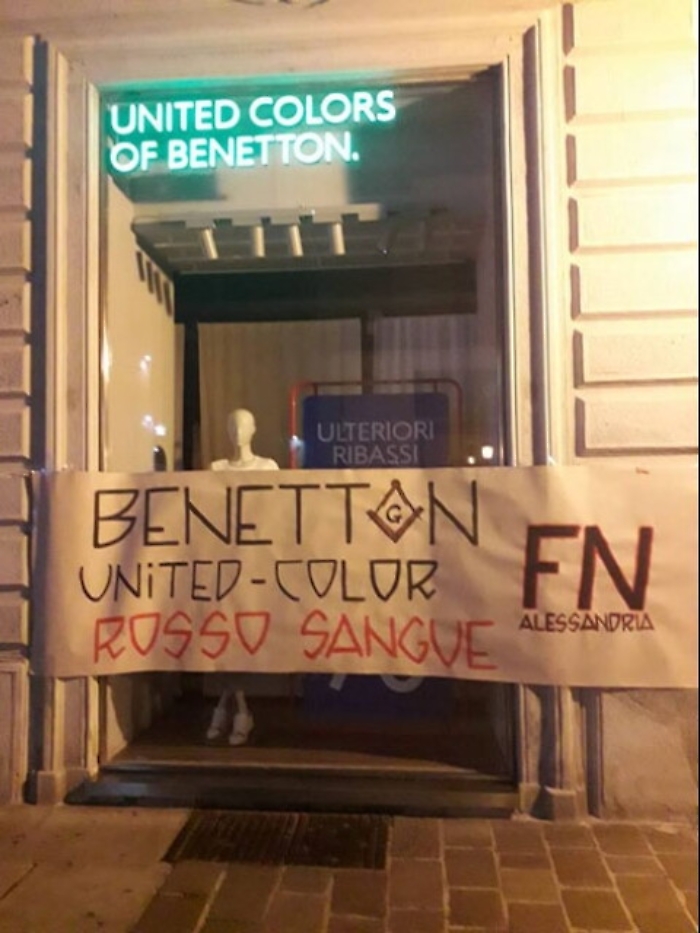 UNITED COLORS
OF BENETTON.
ULTERIORI
RIBASSI
BENETTON
UNITED-COLOR
ROSSO SANGUE
FN
ALESSANDRIA